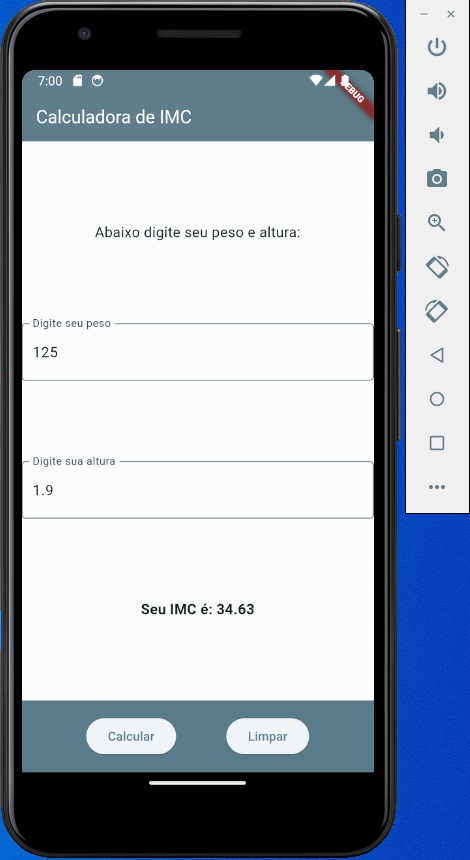 7:00
DEBUG
Calculadora de IMC
Abaixo digite seu peso e altura:
Digite seu peso
125
Digite sua altura
1.9
Seu IMC é: 34.63
Calcular
Limpar